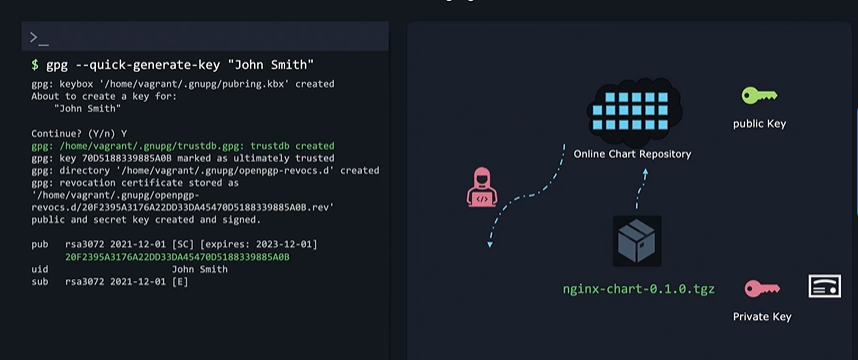 >_
$ gpg --quick-generate-key "John Smith"
gpg: keybox '/home/vagrant/.gnupg/pubring.kbx' created
About to create a key for:
"John Smith"
Continue? (Y/n) Y
gpg: /home/vagrant/.gnupg/trustdb.gpg: trustdb created
gpg: key 70D5188339885A0B marked as ultimately trusted
gpg: directory '/home/vagrant/.gnupg/openpgp-revocs.d' created
gpg: revocation certificate stored as
'/home/vagrant/.gnupg/openpgp-
revocs.d/20F2395A3176A22DD33DA45470D5188339885A0B.rev'
public and secret key created and signed.
pub rsa3072 2021-12-01 [SC] [expires: 2023-12-01]
20F2395A3176A22DD33DA45470D5188339885A0B
uid John Smith
sub rsa3072 2021-12-01 [E]
Online Chart Repository
public Key
</>
nginx-chart-0.1.0.tgz
Private Key